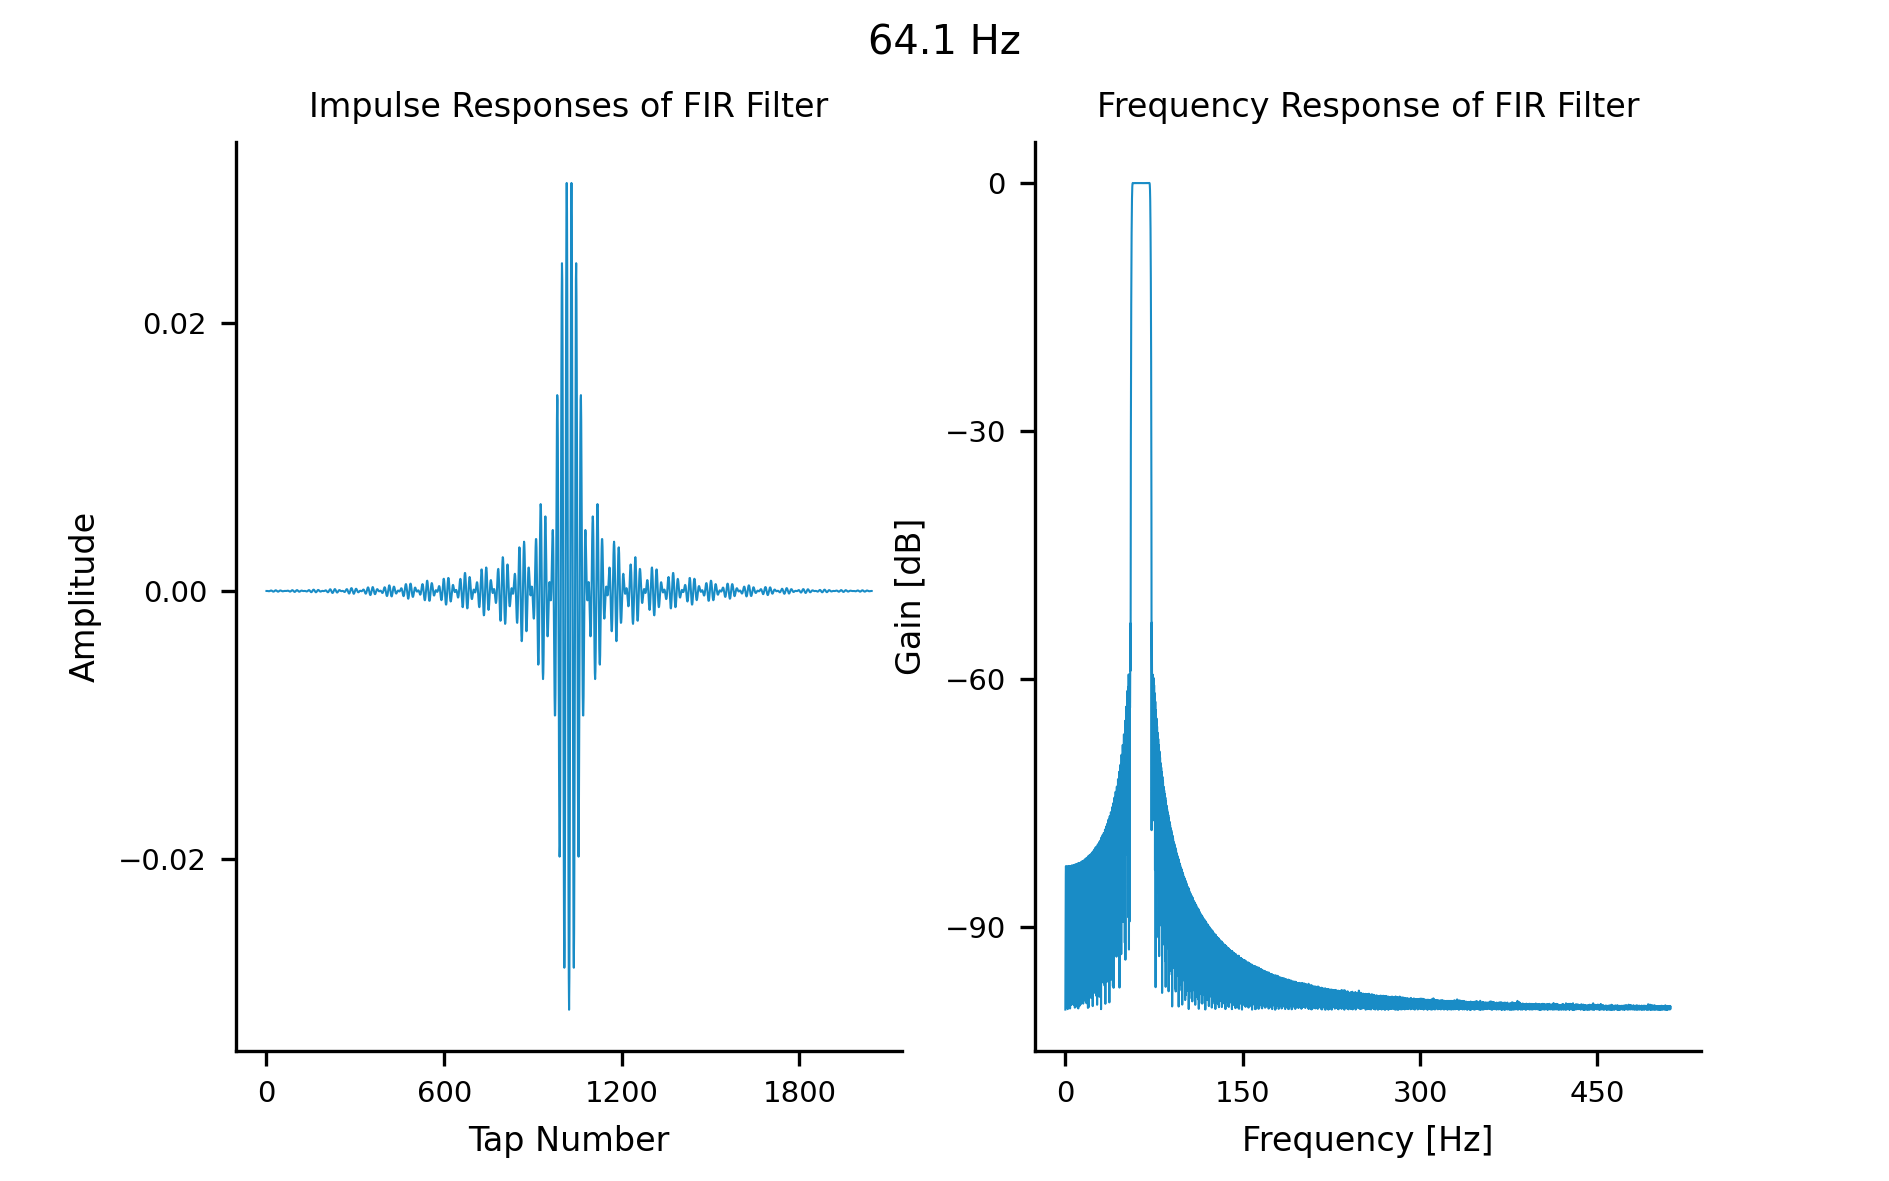 64.1 Hz
Impulse Responses of FIR Filter
Amplitude
0.02
0.00
−0.02
0 600 1200 1800
Tap Number
Frequency Response of FIR Filter
Gain [dB]
0
−30
−60
−90
0 150 300 450
Frequency [Hz]